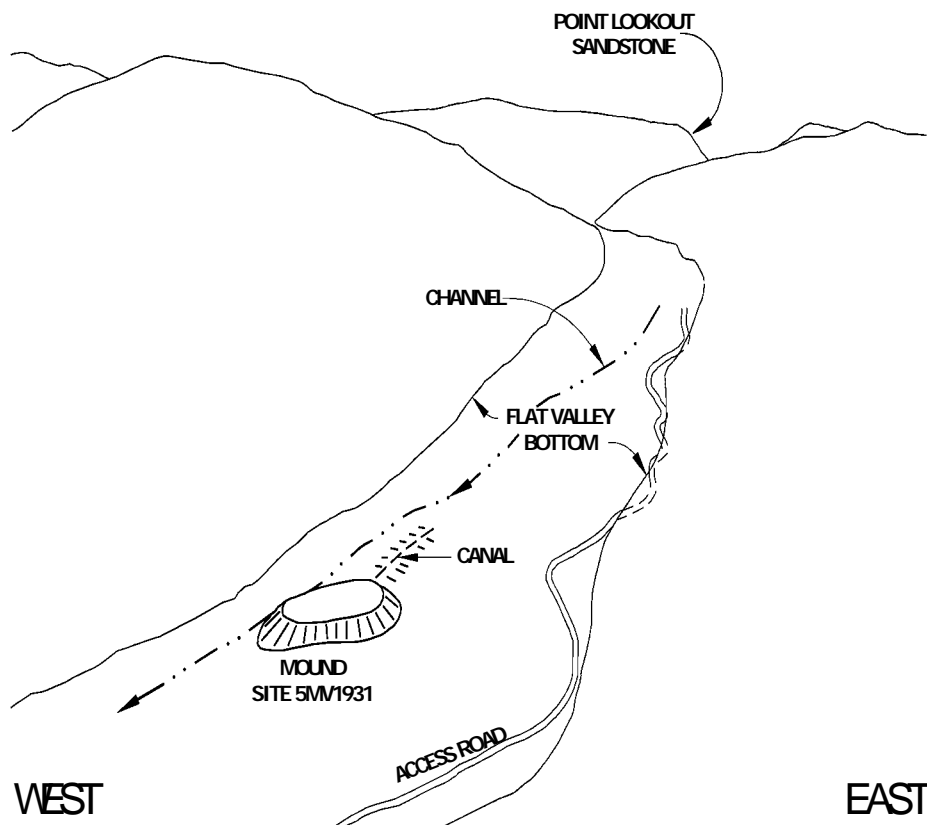 POINT LOOKOUT
SANDSTONE
CHANNEL
FLAT VALLEY
BOTTOM
CANAL
MOUND
SITE 5MV1931
ACCESS ROAD
WEST
EAST